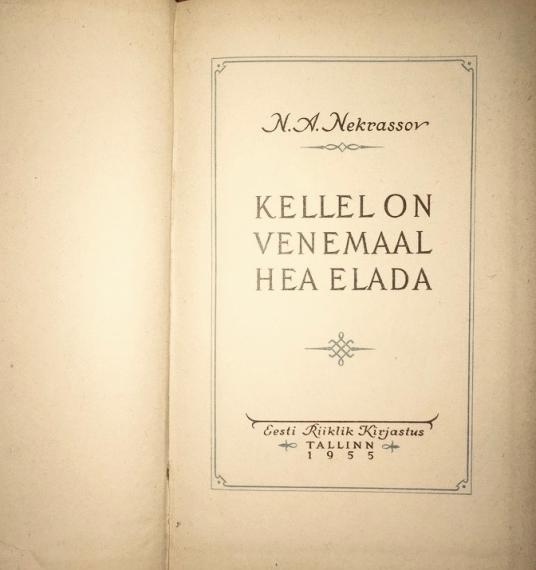 N. A. Nekrassov
KELLEL ON
VENEMAAL
HEA ELADA
Eesti Riiklik Kirjastus
TALLINN
1955